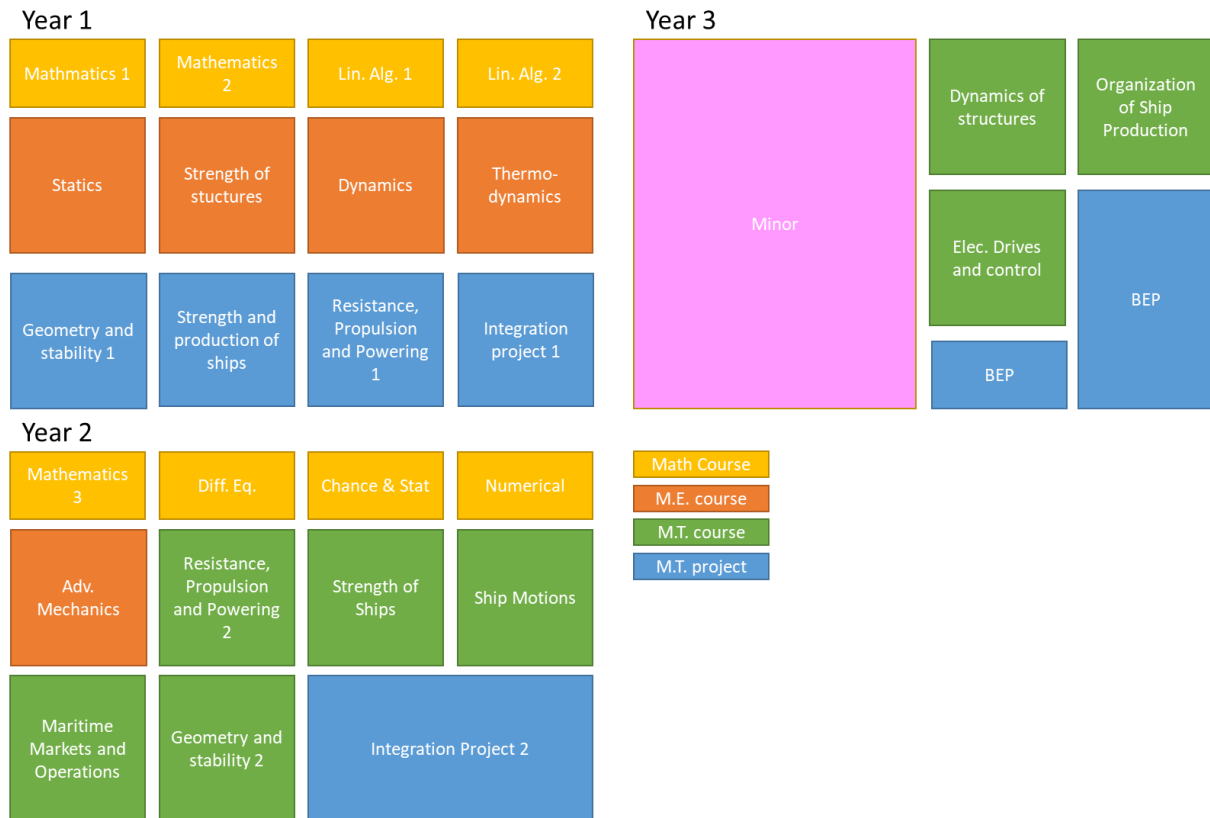 Year 1
Mathmatics 1
Mathematics
2
Lin. Alg. 1
Lin. Alg. 2
Statics
Strength of
stuctures
Dynamics
Thermo-
dynamics
Geometry and
stability 1
Strength and
production of
ships
Resistance,
Propulsion
and Powering
1
Integration
project 1
Year 2
Mathematics
3
Diff. Eq.
Chance & Stat
Numerical
Adv.
Mechanics
Resistance,
Propulsion
and Powering
2
Strength of
Ships
Ship Motions
Maritime
Markets and
Operations
Geometry and
stability 2
Integration Project 2
Year 3
Minor
Dynamics of
structures
Organization
of Ship
Production
Elec. Drives
and control
BEP
BEP
Math Course
M.E. course
M.T. course
M.T. project